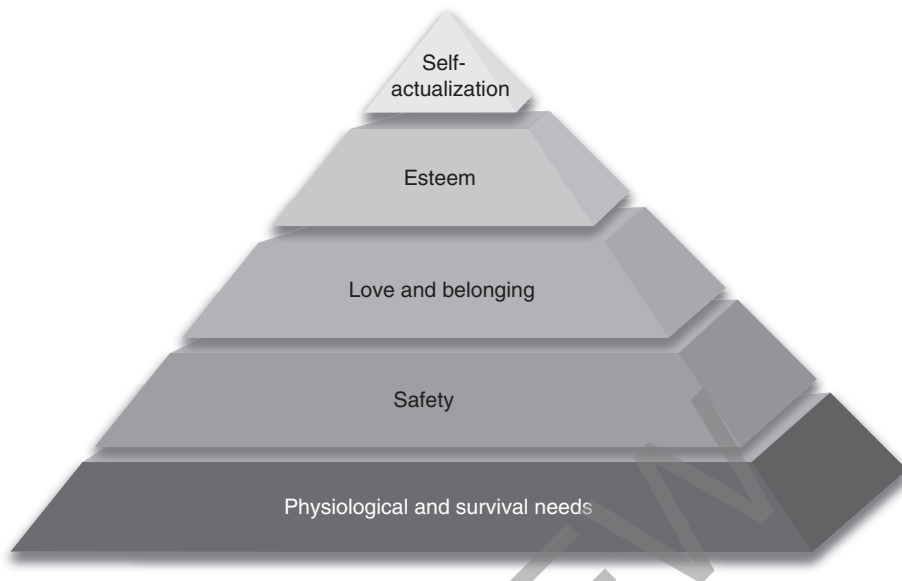 Self-
actualization
Esteem
Love and belonging
Safety
Physiological and survival needs